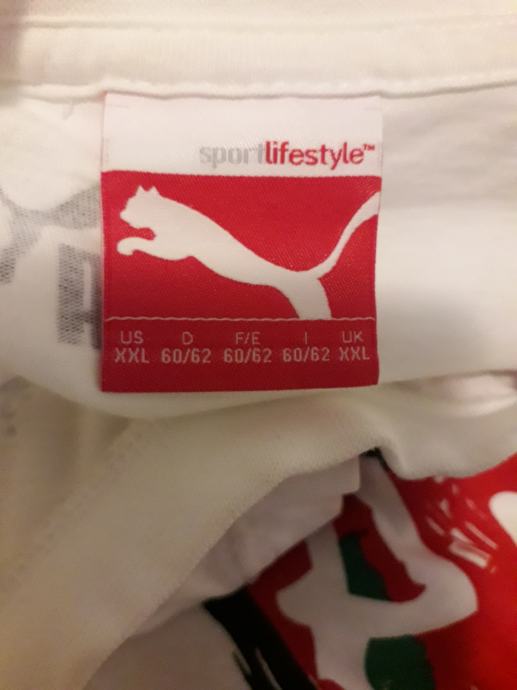 sportlifestyle™
US D F/E I UK
XXL 60/62 60/62 60/62 XXL